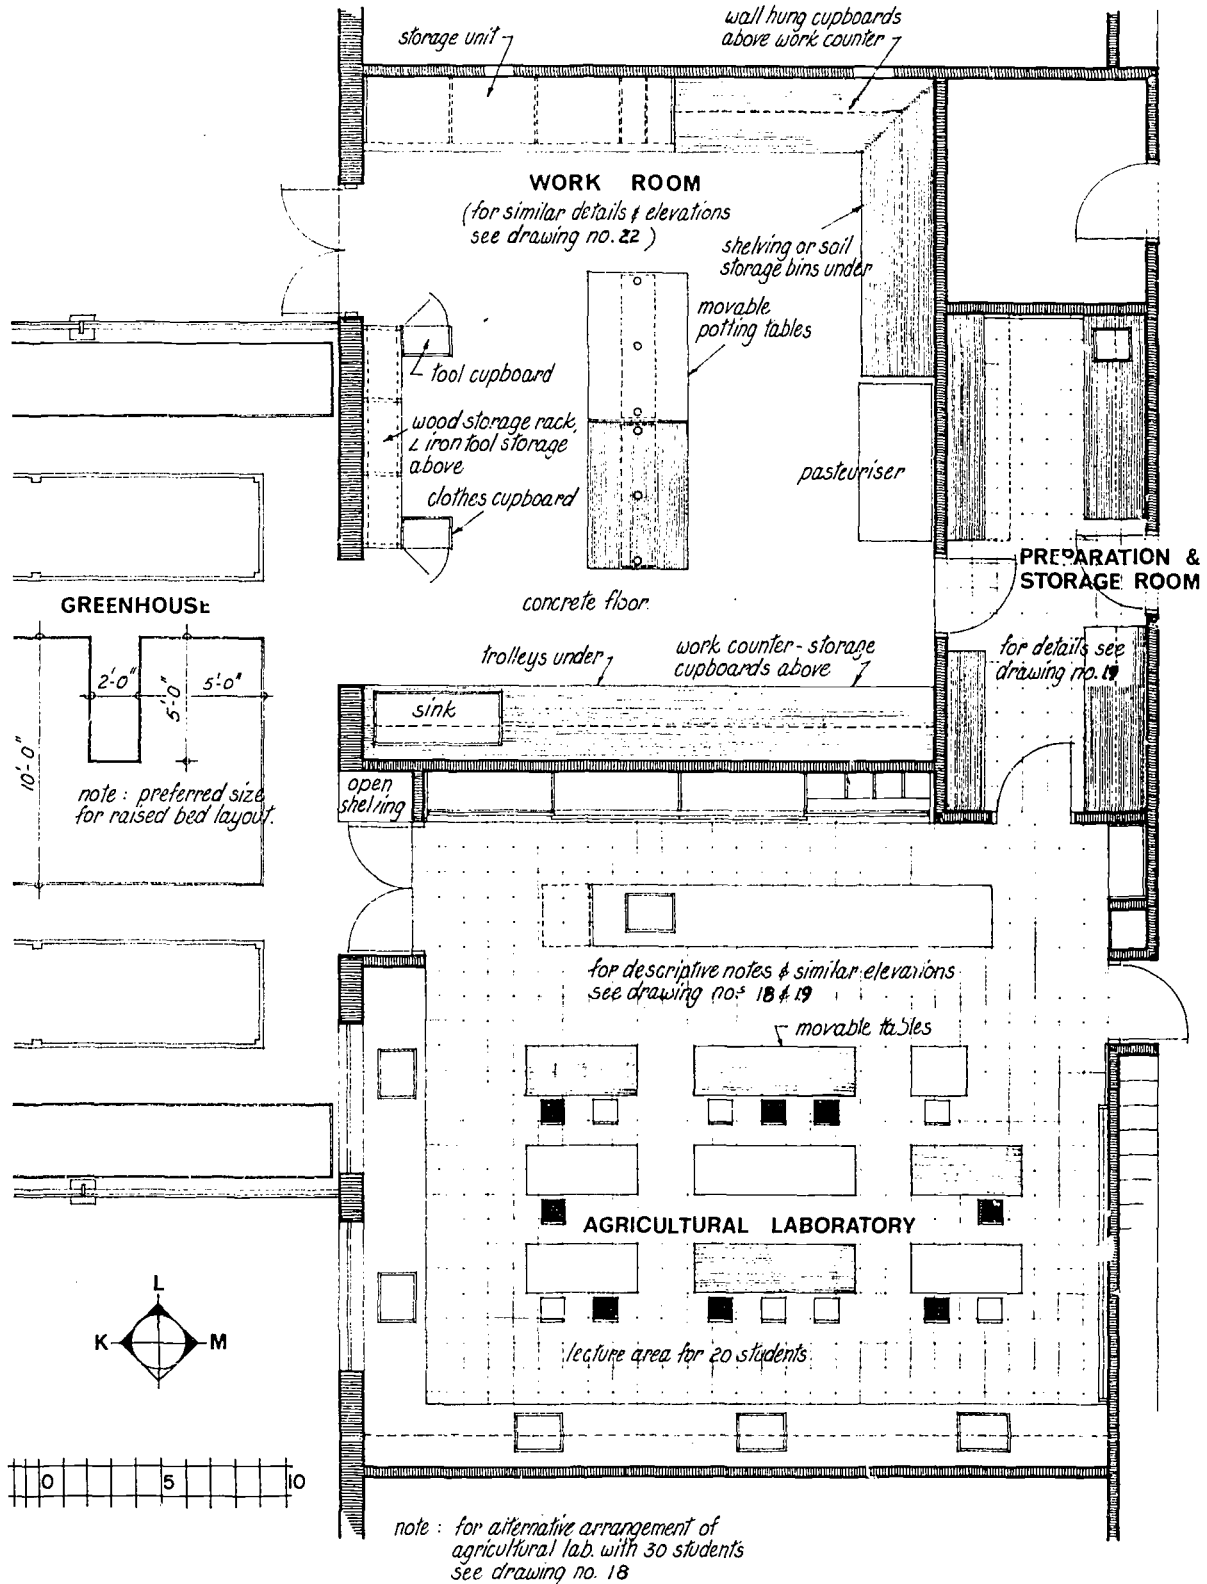 storage unit
wall hung cupboards
above work counter
WORK ROOM
(for similar details & elevations
see drawing no. 22)
shelving or soil
storage bins under
movable
potting tables
tool cupboard
wood storage rack,
& iron tool storage
above
clothes cupboard
pasteuriser
PREPARATION &
STORAGE ROOM
for details see
drawing no. 19
concrete floor
GREENHOUSE
2'-0"
5'-0"
5'-0"
10'-0"
note : preferred size
for raised bed layout.
trolleys under
work counter - storage
cupboards above
sink
open
shelving
for descriptive notes & similar elevations
see drawing nos 18 & 19
movable tables
AGRICULTURAL LABORATORY
lecture area for 20 students
L
K M
0 5 10
note : for alternative arrangement of
agricultural lab. with 30 students
see drawing no. 18